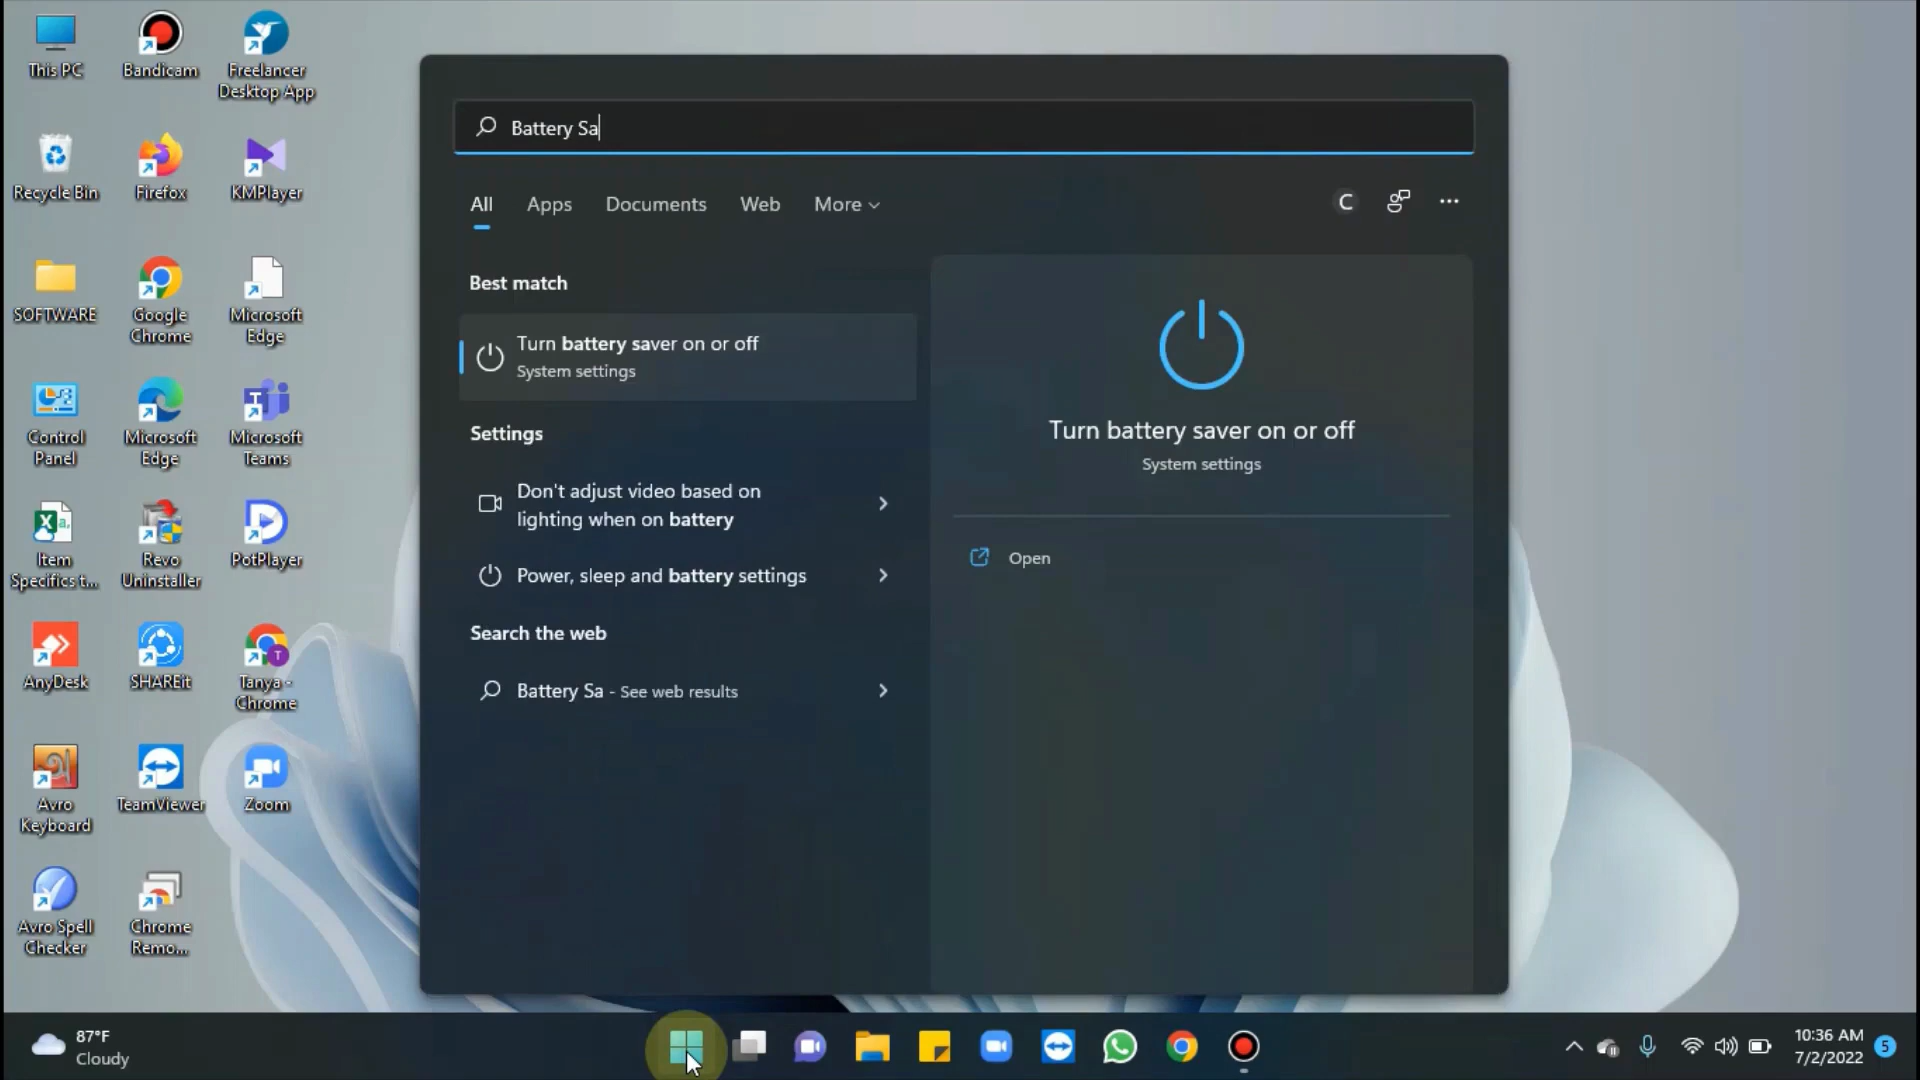 This PC
Bandicam
Freelancer
Desktop App
Recycle Bin
Firefox
KMPlayer
SOFTWARE
Google
Chrome
Microsoft
Edge
Control
Panel
Microsoft
Edge
Microsoft
Teams
Item
Specifics t...
Revo
Uninstaller
PotPlayer
AnyDesk
SHAREit
Tanya -
Chrome
Avro
Keyboard
TeamViewer
Zoom
Avro Spell
Checker
Chrome
Remo...
Battery Sa
All Apps Documents Web More
C
Best match
Turn battery saver on or off
System settings
Settings
Don't adjust video based on
lighting when on battery
Power, sleep and battery settings
Search the web
Battery Sa - See web results
Turn battery saver on or off
System settings
Open
87°F
Cloudy
10:36 AM
7/2/2022
5